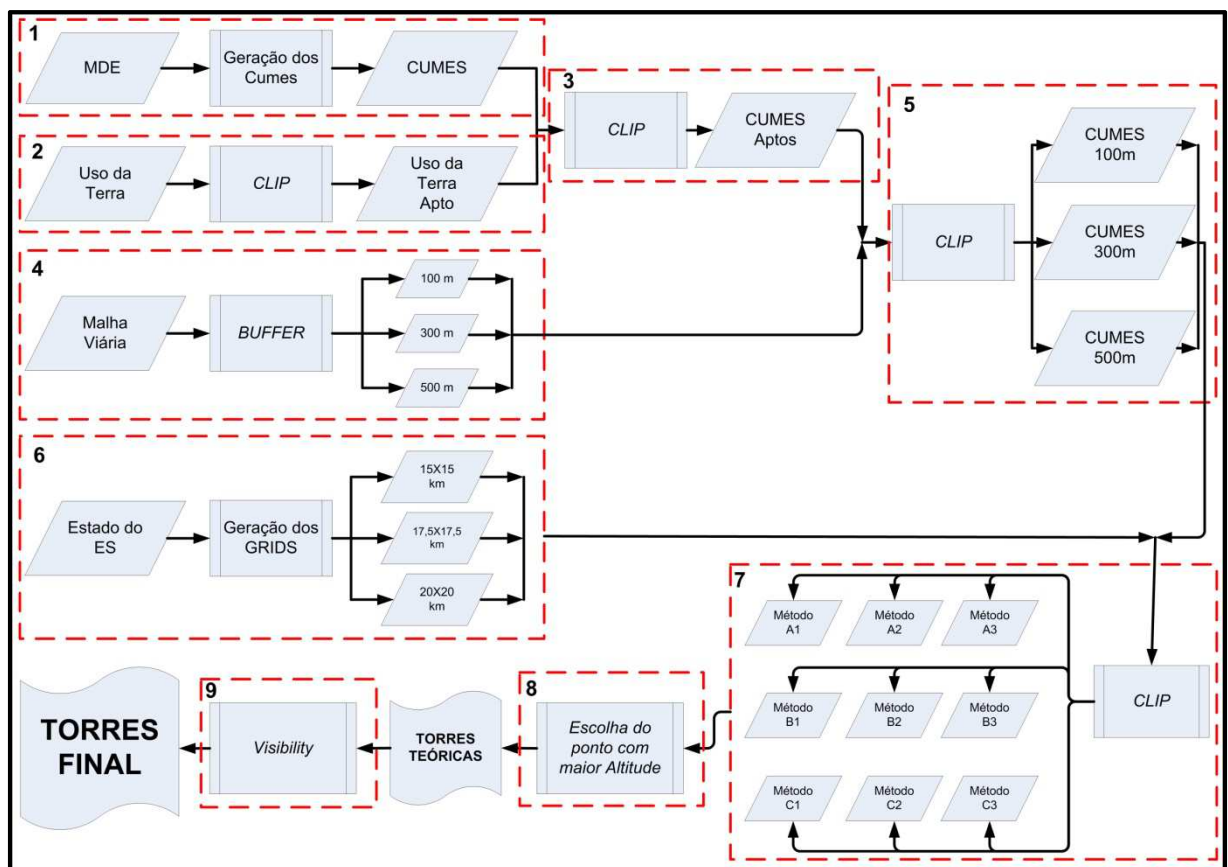 1
MDE
Geração dos
Cumes
CUMES
2
Uso da
Terra
CLIP
Uso da
Terra
Apto
3
CLIP
CUMES
Aptos
4
Malha
Viária
BUFFER
100 m
300 m
500 m
5
CLIP
CUMES
100m
CUMES
300m
CUMES
500m
6
Estado do
ES
Geração dos
GRIDS
15X15
km
17,5X17,5
km
20X20
km
7
CLIP
Método
A1
Método
A2
Método
A3
Método
B1
Método
B2
Método
B3
Método
C1
Método
C2
Método
C3
8
Escolha do
ponto com
maior Altitude
TORRES
TEÓRICAS
9
Visibility
TORRES
FINAL